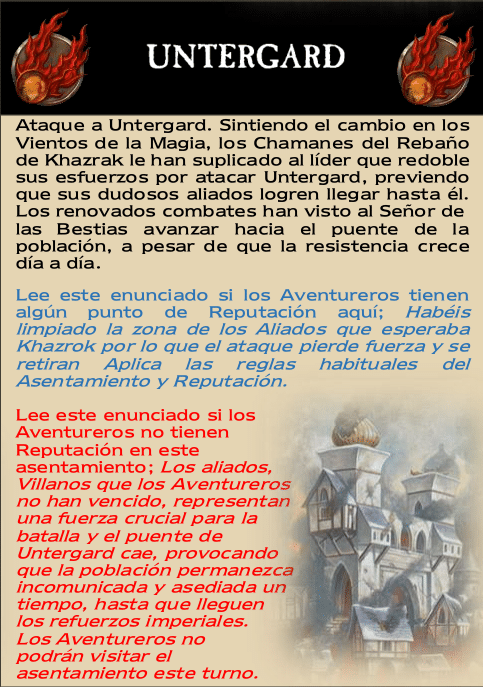 UNTERGARD
Ataque a Untergard. Sintiendo el cambio en los
Vientos de la Magia, los Chamanes del Rebaño
de Khazrak le han suplicado al líder que redoble
sus esfuerzos por atacar Untergard, previendo
que sus dudosos aliados logren llegar hasta él.
Los renovados combates han visto al Señor de
las Bestias avanzar hacia el puente de la
población, a pesar de que la resistencia crece
día a día.
Lee este enunciado si los Aventureros tienen
algún punto de Reputación aquí; Habéis
limpiado la zona de los Aliados que esperaba
Khazrok por lo que el ataque pierde fuerza y se
retiran Aplica las reglas habituales del
Asentamiento y Reputación.
Lee este enunciado si los
Aventureros no tienen
Reputación en este
asentamiento; Los aliados,
Villanos que los Aventureros
no han vencido, representan
una fuerza crucial para la
batalla y el puente de
Untergard cae, provocando
que la población permanezca
incomunicada y asediada un
tiempo, hasta que lleguen
los refuerzos imperiales.
Los Aventureros no
podrán visitar el
asentamiento este turno.